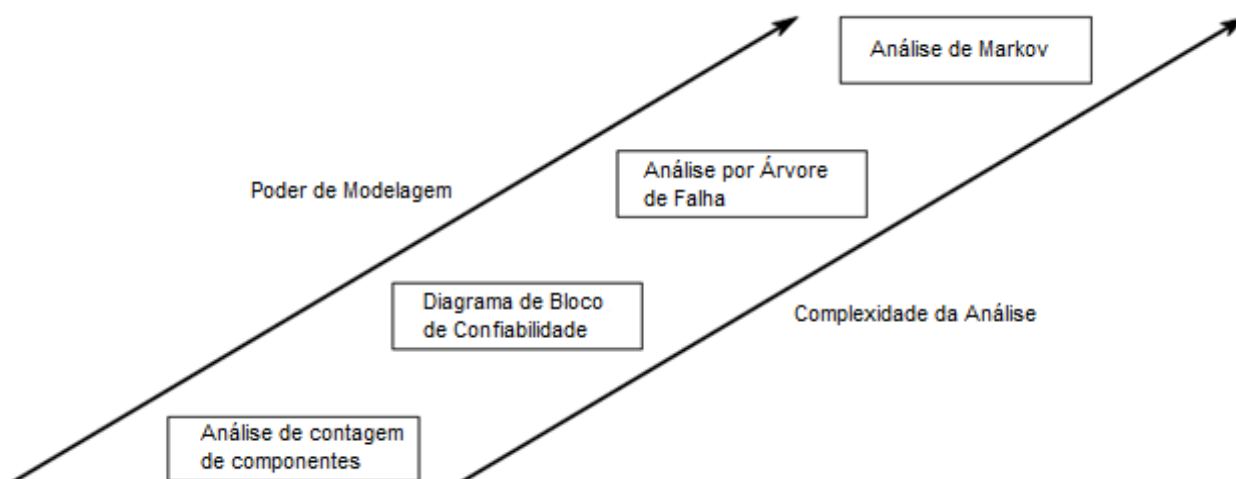 Análise de Markov
Análise por Árvore
de Falha
Poder de Modelagem
Diagrama de Bloco
de Confiabilidade
Complexidade da Análise
Análise de contagem
de componentes